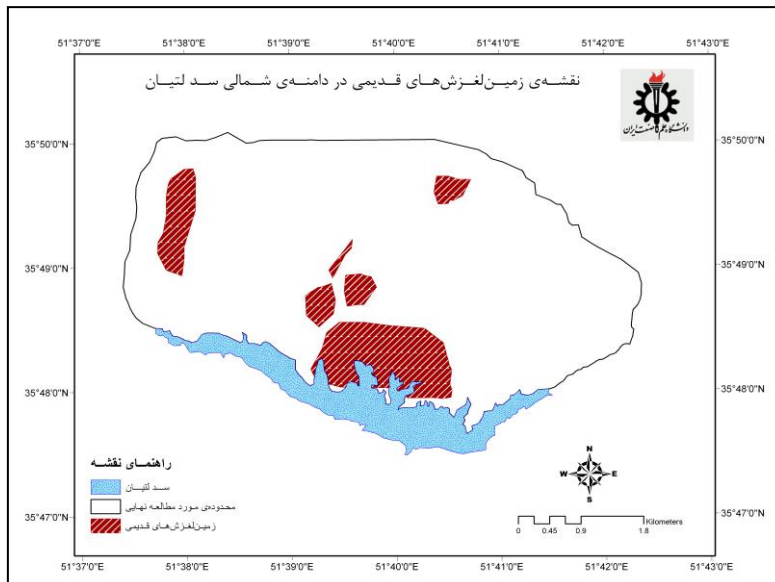 51°37'0"E 51°38'0"E 51°39'0"E 51°40'0"E 51°41'0"E 51°42'0"E 51°43'0"E
نقشه‌ی زمین‌لغزش‌های قدیمی در دامنه‌ی شمالی سد لتیان
دانشگاه علم و صنعت ایران
35°50'0"N 35°50'0"N
35°49'0"N 35°49'0"N
35°48'0"N 35°48'0"N
35°47'0"N 35°47'0"N
راهنمای نقشه
سد لتیان
محدوده‌ی مورد مطالعه نهایی
زمین‌لغزش‌های قدیمی
N
W E
S
Kilometers
0 0.45 0.9 1.8
51°37'0"E 51°38'0"E 51°39'0"E 51°40'0"E 51°41'0"E 51°42'0"E 51°43'0"E